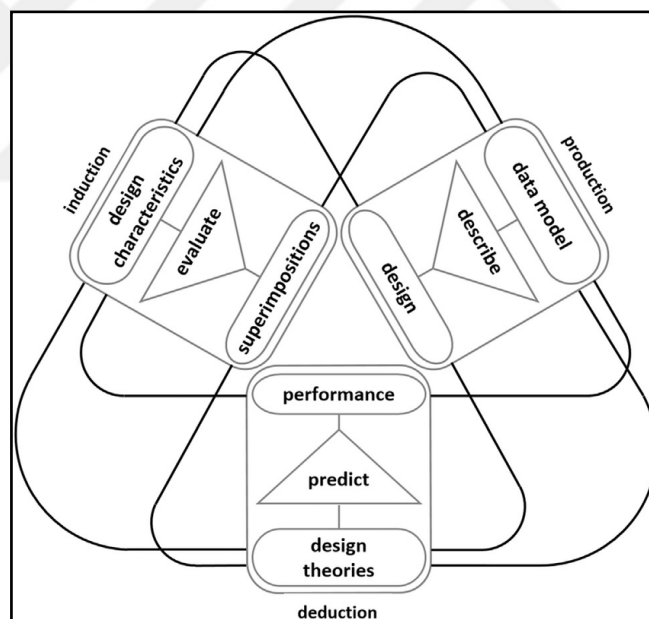 induction
design
characteristics
evaluate
superimpositions
production
data model
describe
design
performance
predict
design
theories
deduction